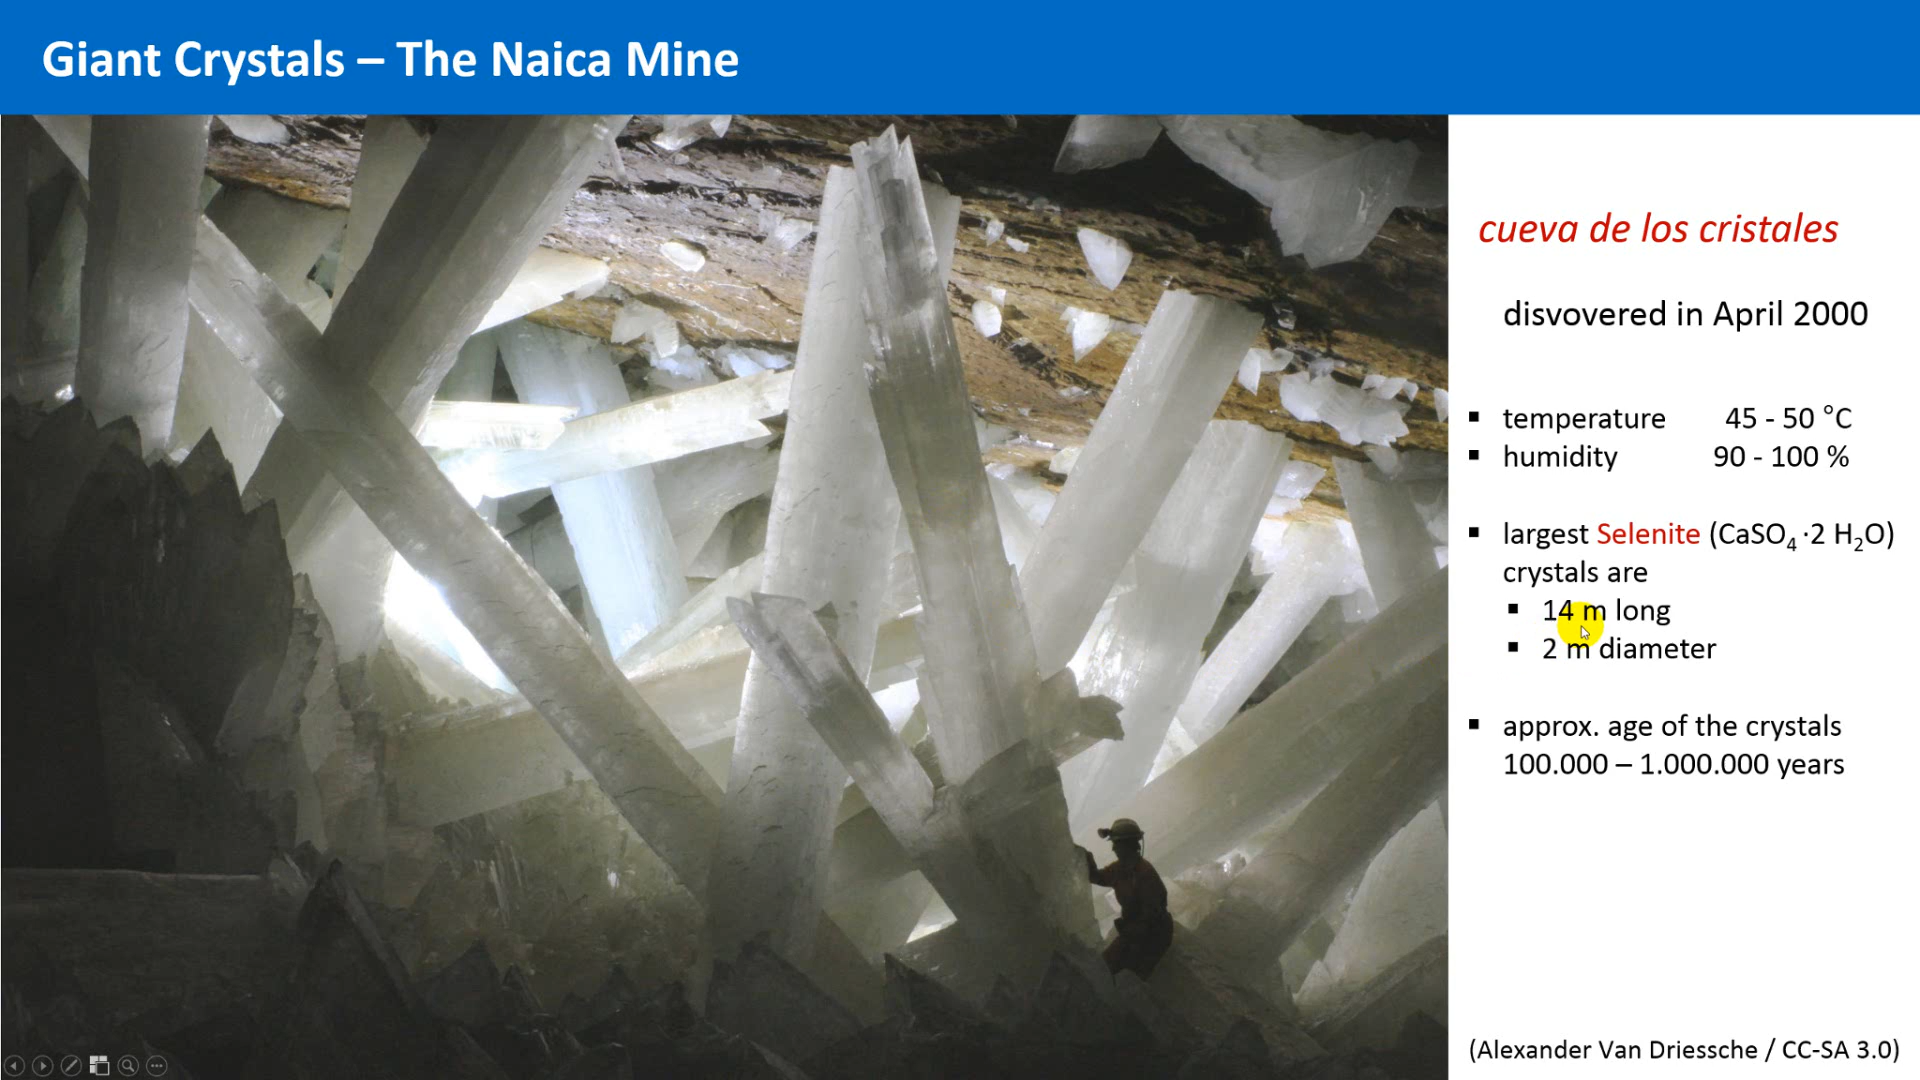 Giant Crystals – The Naica Mine
cueva de los cristales
disvovered in April 2000
▪ temperature 45 - 50 °C
▪ humidity 90 - 100 %
▪ largest Selenite (CaSO₄ ·2 H₂O)
crystals are
▪ 14 m long
▪ 2 m diameter
▪ approx. age of the crystals
100.000 – 1.000.000 years
(Alexander Van Driessche / CC-SA 3.0)